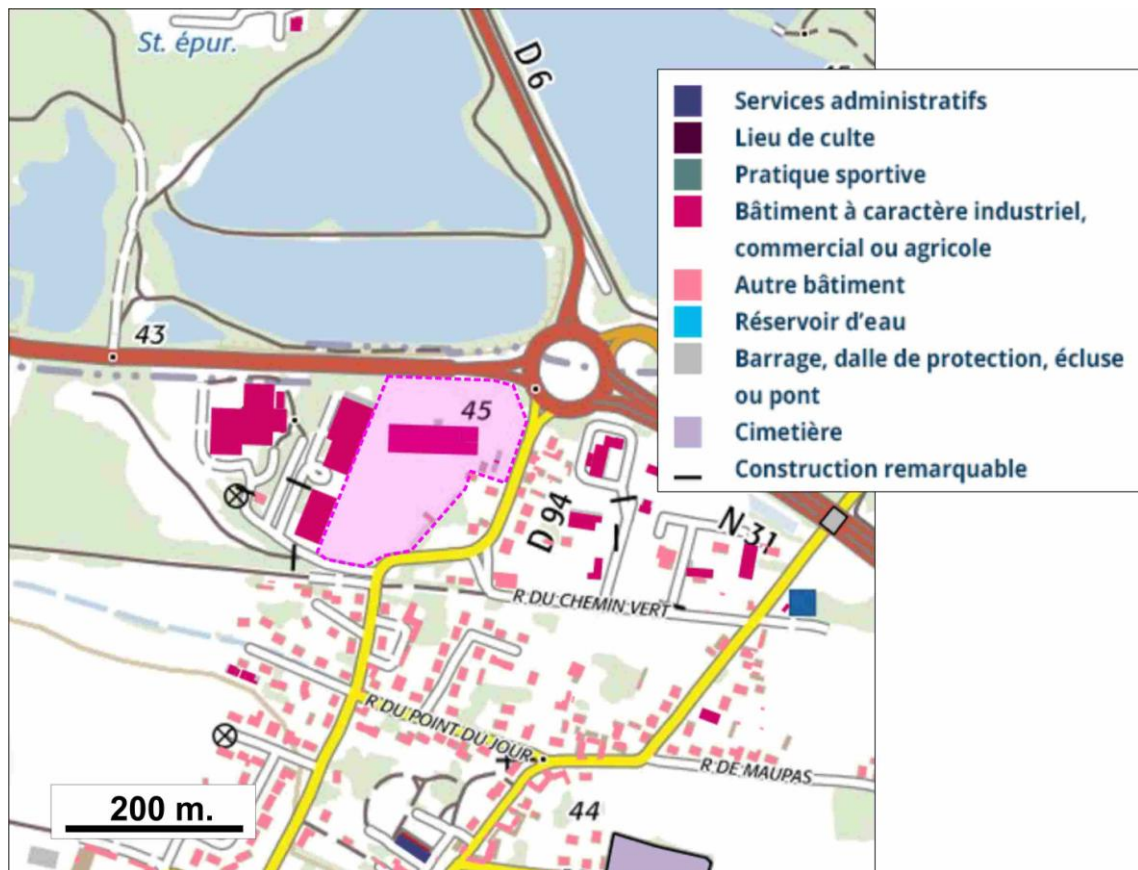 St. épur.
D 6
Services administratifs
Lieu de culte
Pratique sportive
Bâtiment à caractère industriel,
commercial ou agricole
Autre bâtiment
Réservoir d'eau
Barrage, dalle de protection, écluse
ou pont
Cimetière
Construction remarquable
43
45
D 94
N 31
R DU CHEMIN VERT
R DU POINT DU JOUR
R DE MAUPAS
200 m.
44